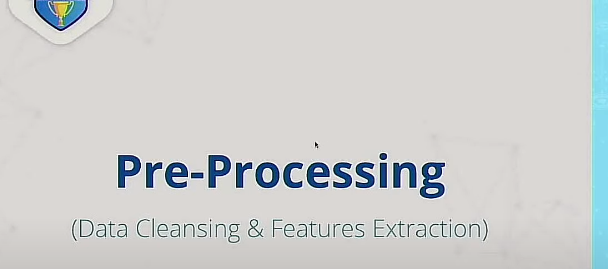 Pre-Processing
(Data Cleansing & Features Extraction)